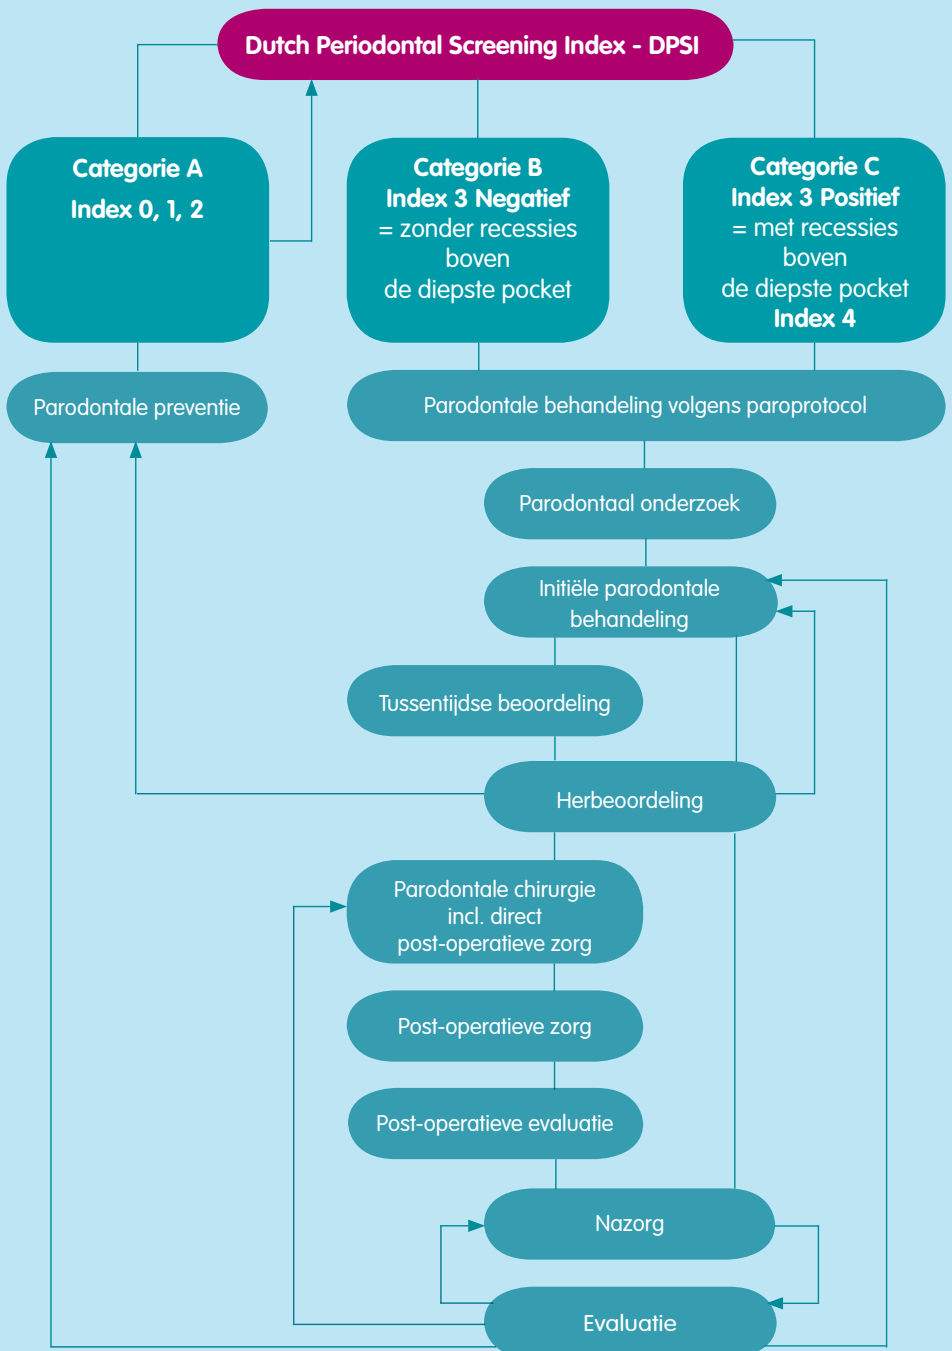 Dutch Periodontal Screening Index - DPSI
Categorie A
Index 0, 1, 2
Categorie B
Index 3 Negatief
= zonder recessies
boven
de diepste pocket
Categorie C
Index 3 Positief
= met recessies
boven
de diepste pocket
Index 4
Parodontale preventie
Parodontale behandeling volgens paroprotocol
Parodontaal onderzoek
Initiële parodontale
behandeling
Tussentijdse beoordeling
Herbeoordeling
Parodontale chirurgie
incl. direct
post-operatieve zorg
Post-operatieve zorg
Post-operatieve evaluatie
Nazorg
Evaluatie